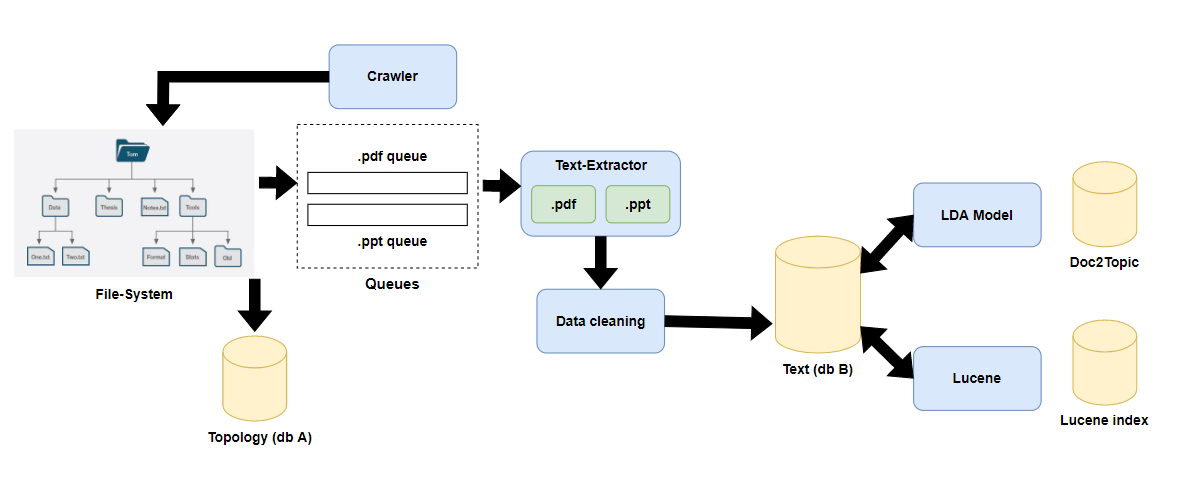 Crawler
Tom
Data
Thesis
Notes.txt
Tools
One.txt
Two.txt
Format
Stats
Old
File-System
.pdf queue
.ppt queue
Queues
Text-Extractor
.pdf
.ppt
Data cleaning
Topology (db A)
Text (db B)
LDA Model
Doc2Topic
Lucene
Lucene index